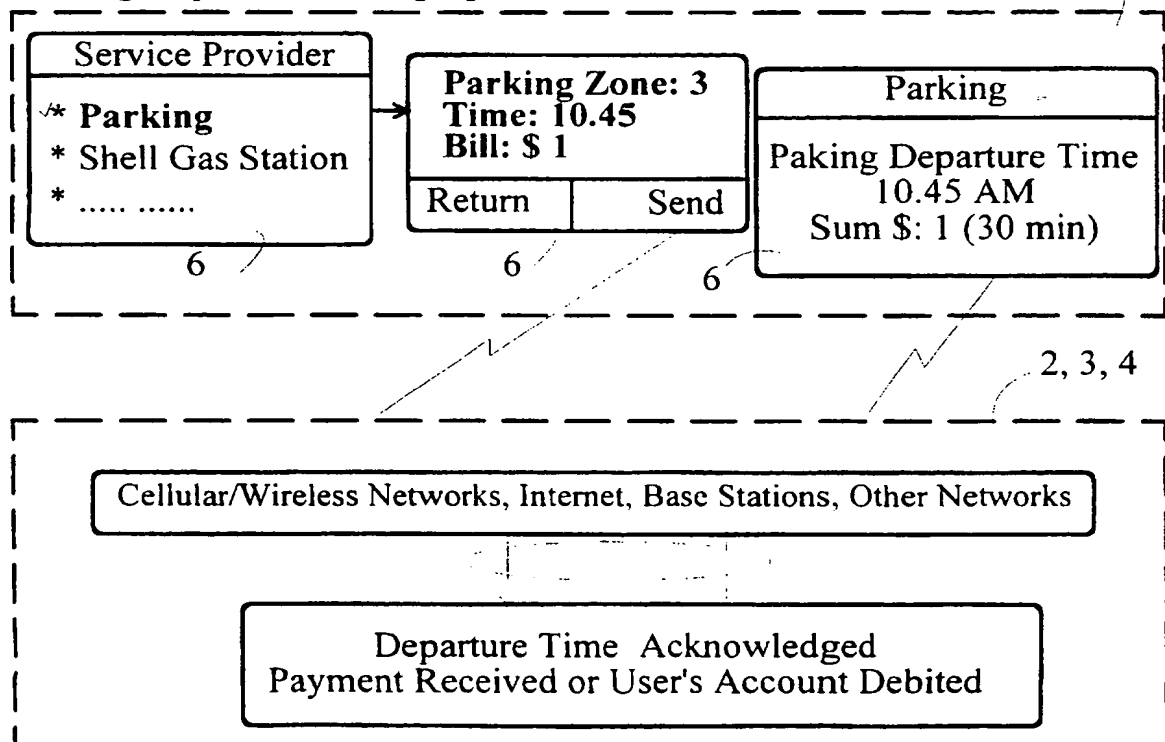 Service Provider
* Parking
* Shell Gas Station
* ..... ......
6
Parking Zone: 3
Time: 10.45
Bill: $ 1
Return Send
6
Parking
Paking Departure Time
10.45 AM
Sum $: 1 (30 min)
6
2, 3, 4
Cellular/Wireless Networks, Internet, Base Stations, Other Networks
Departure Time Acknowledged
Payment Received or User's Account Debited